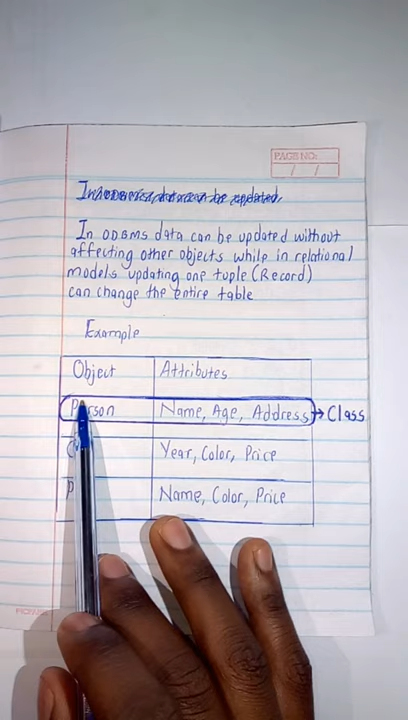 PAGE NO:
/ /
In ODBMS data can be updated without
affecting other objects while in relational
models updating one tuple (Record)
can change the entire table
Example
Object Attributes
Person Name, Age, Address → Class
Year, Color, Price
Name, Color, Price